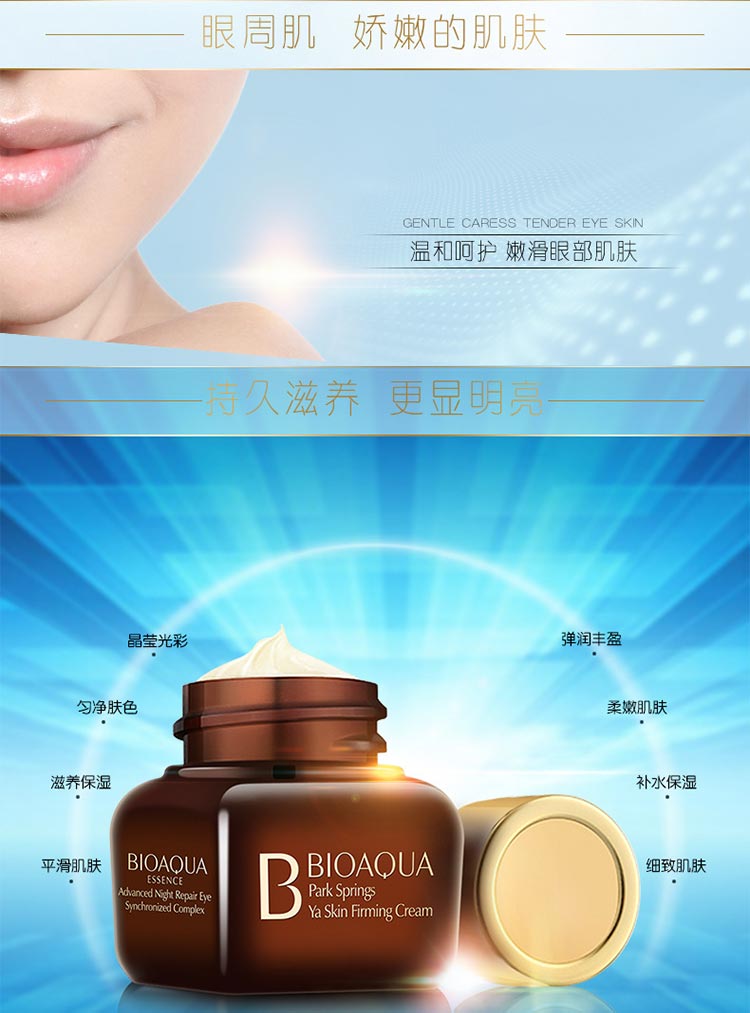 眼周肌 娇嫩的肌肤
GENTLE CARESS TENDER EYE SKIN
温和呵护 嫩滑眼部肌肤
持久滋养 更显明亮
晶莹光彩
弹润丰盈
匀净肤色
柔嫩肌肤
滋养保湿
补水保湿
平滑肌肤
细致肌肤
BIOAQUA
ESSENCE
Advanced Night Repair Eye
Synchronized Complex
B BIOAQUA
Park Springs
Ya Skin Firming Cream